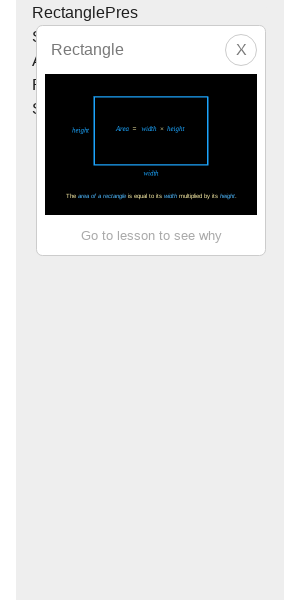 RectanglePres
S
A
F
S
Rectangle
X
height
Area = width × height
width
The area of a rectangle is equal to its width multiplied by its height.
Go to lesson to see why